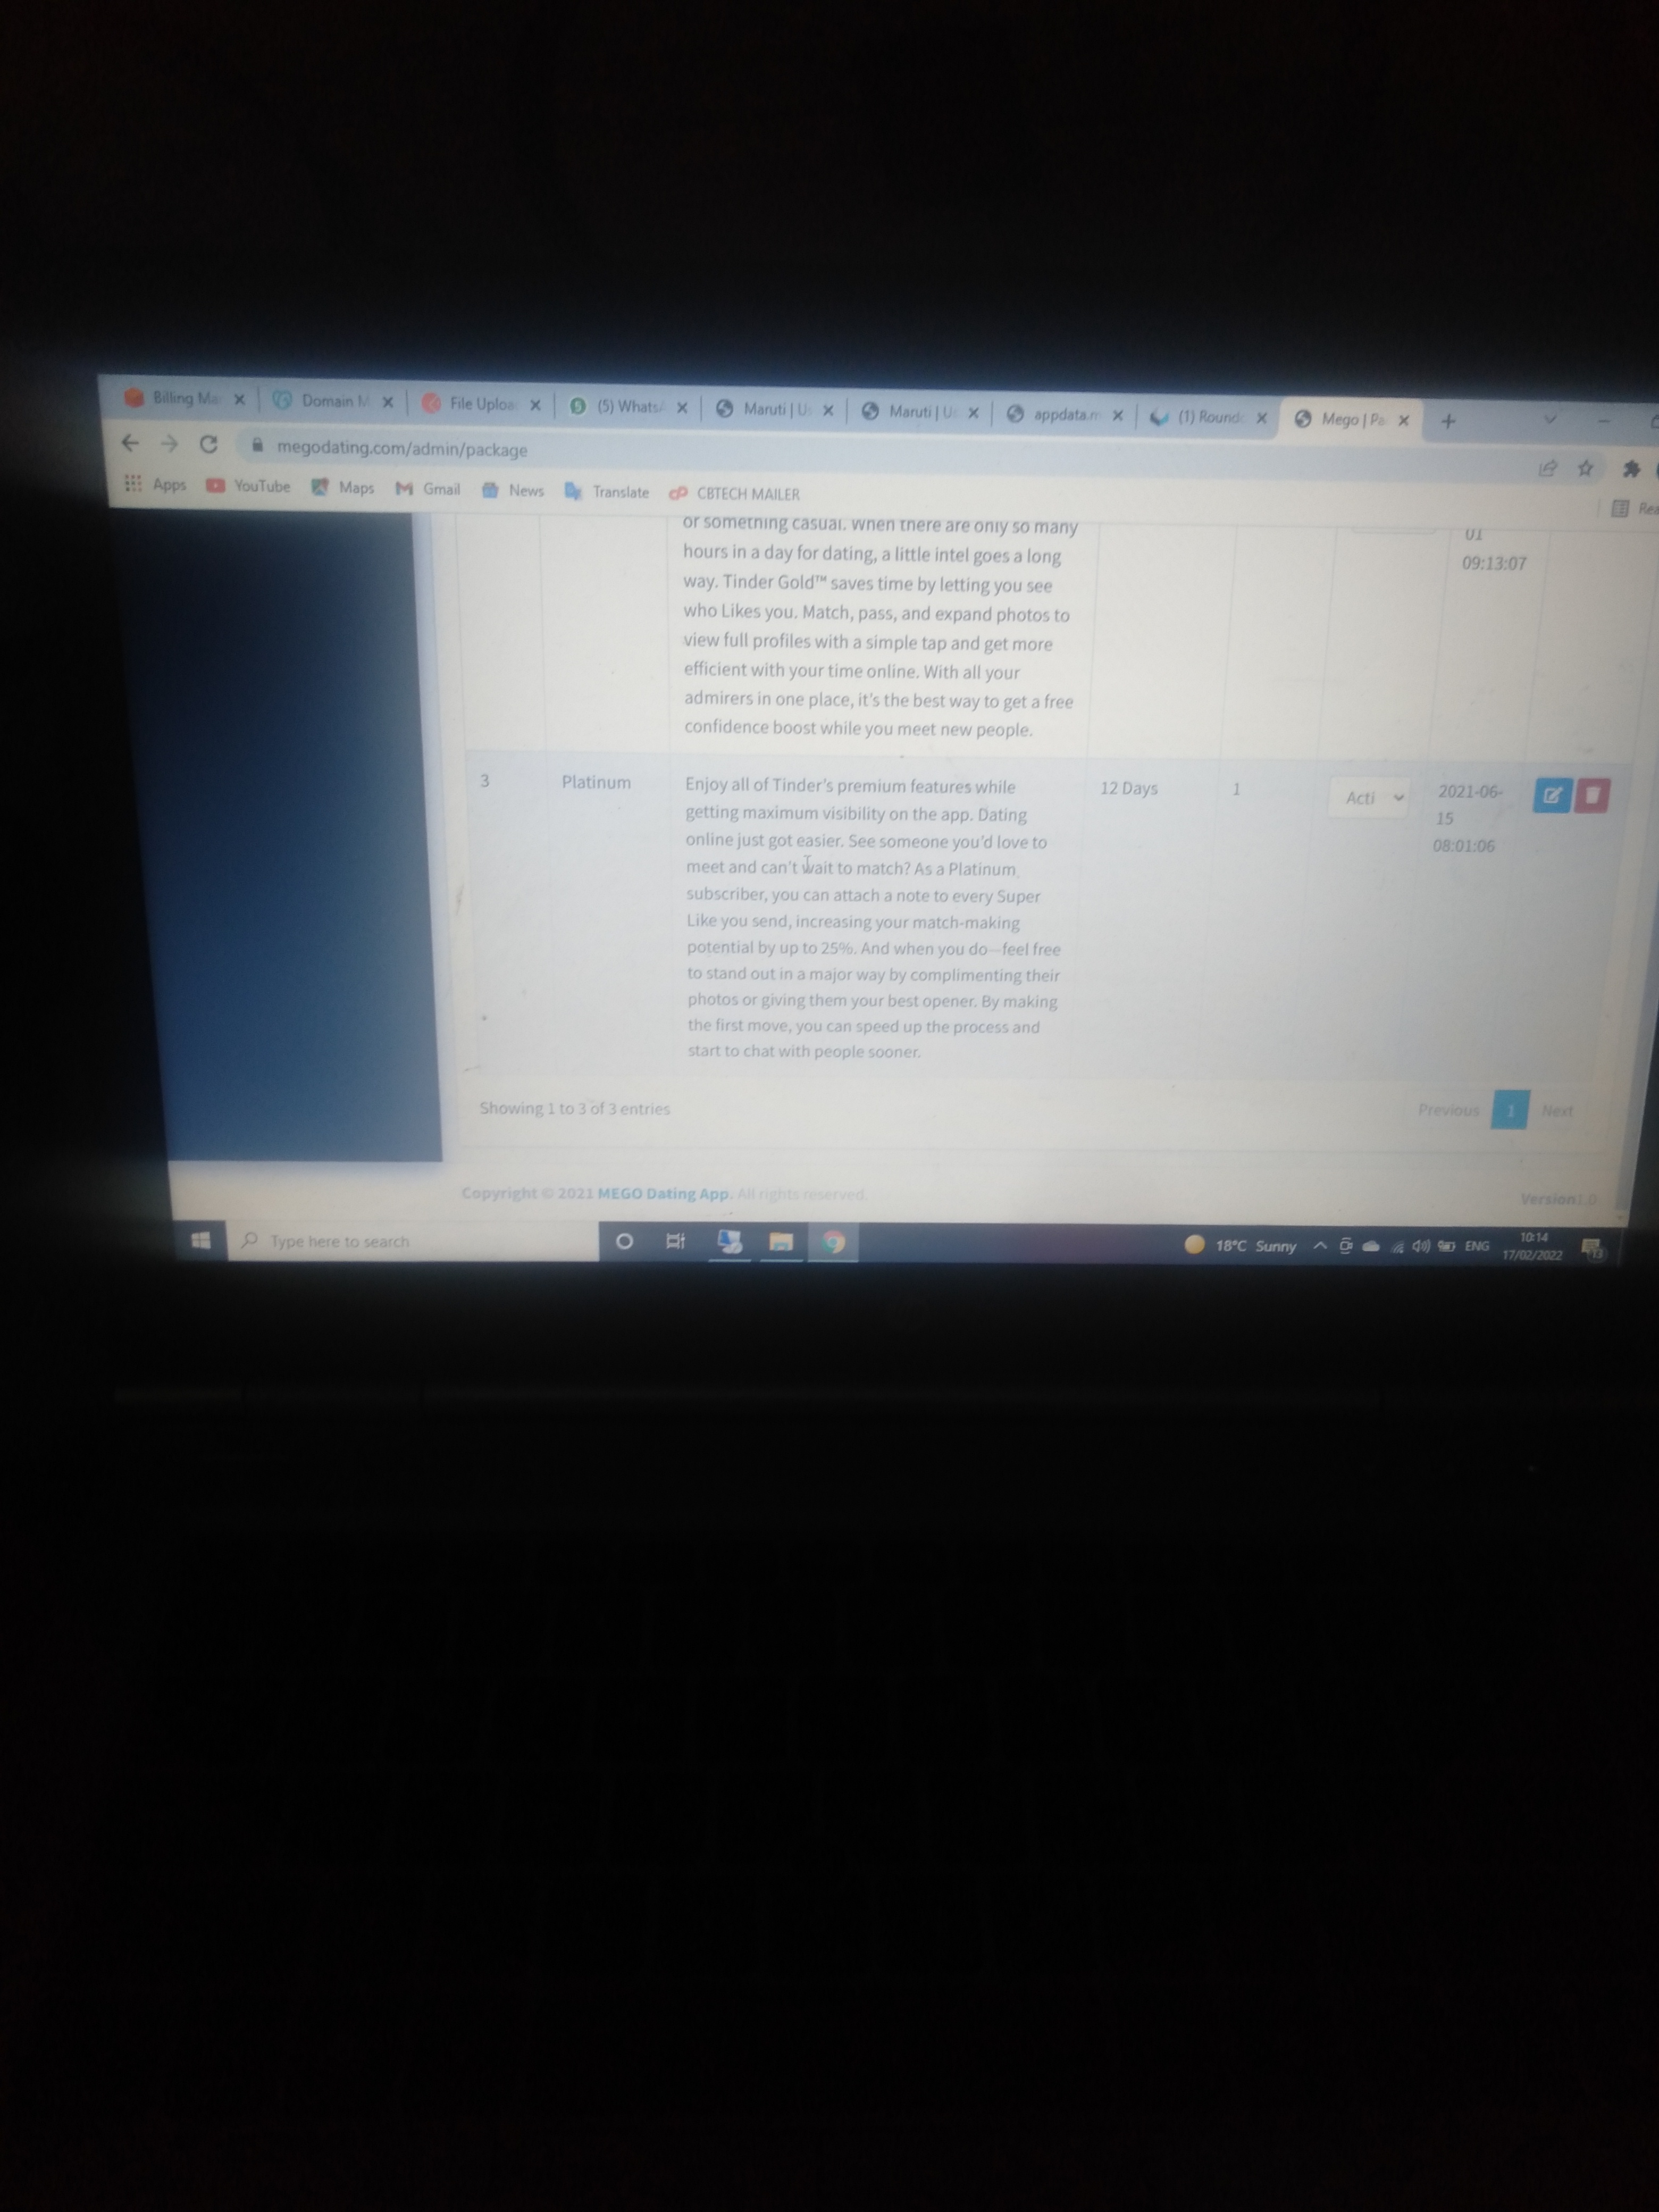 Billing Ma
Domain M
File Uploa
(5) Whats
Maruti | U
Maruti | U
appdata.m
(1) Round
Mego | Pa
megodating.com/admin/package
Apps YouTube Maps Gmail News Translate CBTECH MAILER
Rea
or something casual. When there are only so many
hours in a day for dating, a little intel goes a long
way. Tinder Gold™ saves time by letting you see
who Likes you. Match, pass, and expand photos to
view full profiles with a simple tap and get more
efficient with your time online. With all your
admirers in one place, it's the best way to get a free
confidence boost while you meet new people.
01
09:13:07
3
Platinum
Enjoy all of Tinder's premium features while
getting maximum visibility on the app. Dating
online just got easier. See someone you'd love to
meet and can't wait to match? As a Platinum
subscriber, you can attach a note to every Super
Like you send, increasing your match-making
potential by up to 25%. And when you do—feel free
to stand out in a major way by complimenting their
photos or giving them your best opener. By making
the first move, you can speed up the process and
start to chat with people sooner.
12 Days
1
Acti
2021-06-
15
08:01:06
Showing 1 to 3 of 3 entries
Previous 1 Next
Copyright © 2021 MEGO Dating App. All rights reserved.
Version 1.0
Type here to search
18°C Sunny
ENG
10:14
17/02/2022
13